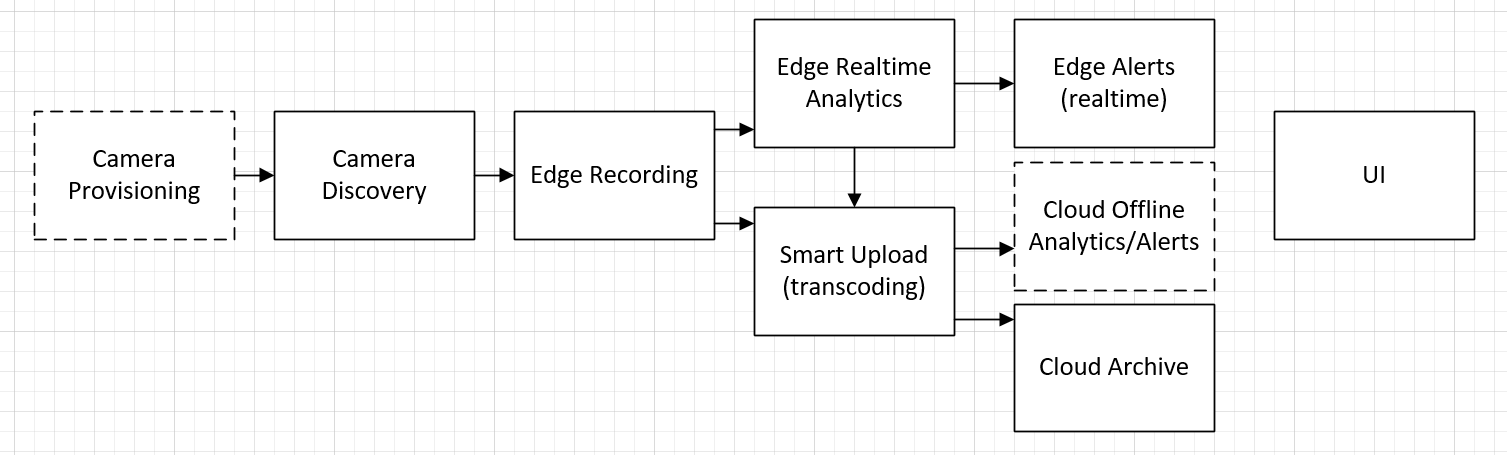 Camera
Provisioning
Camera
Discovery
Edge Recording
Edge Realtime
Analytics
Smart Upload
(transcoding)
Edge Alerts
(realtime)
Cloud Offline
Analytics/Alerts
Cloud Archive
UI